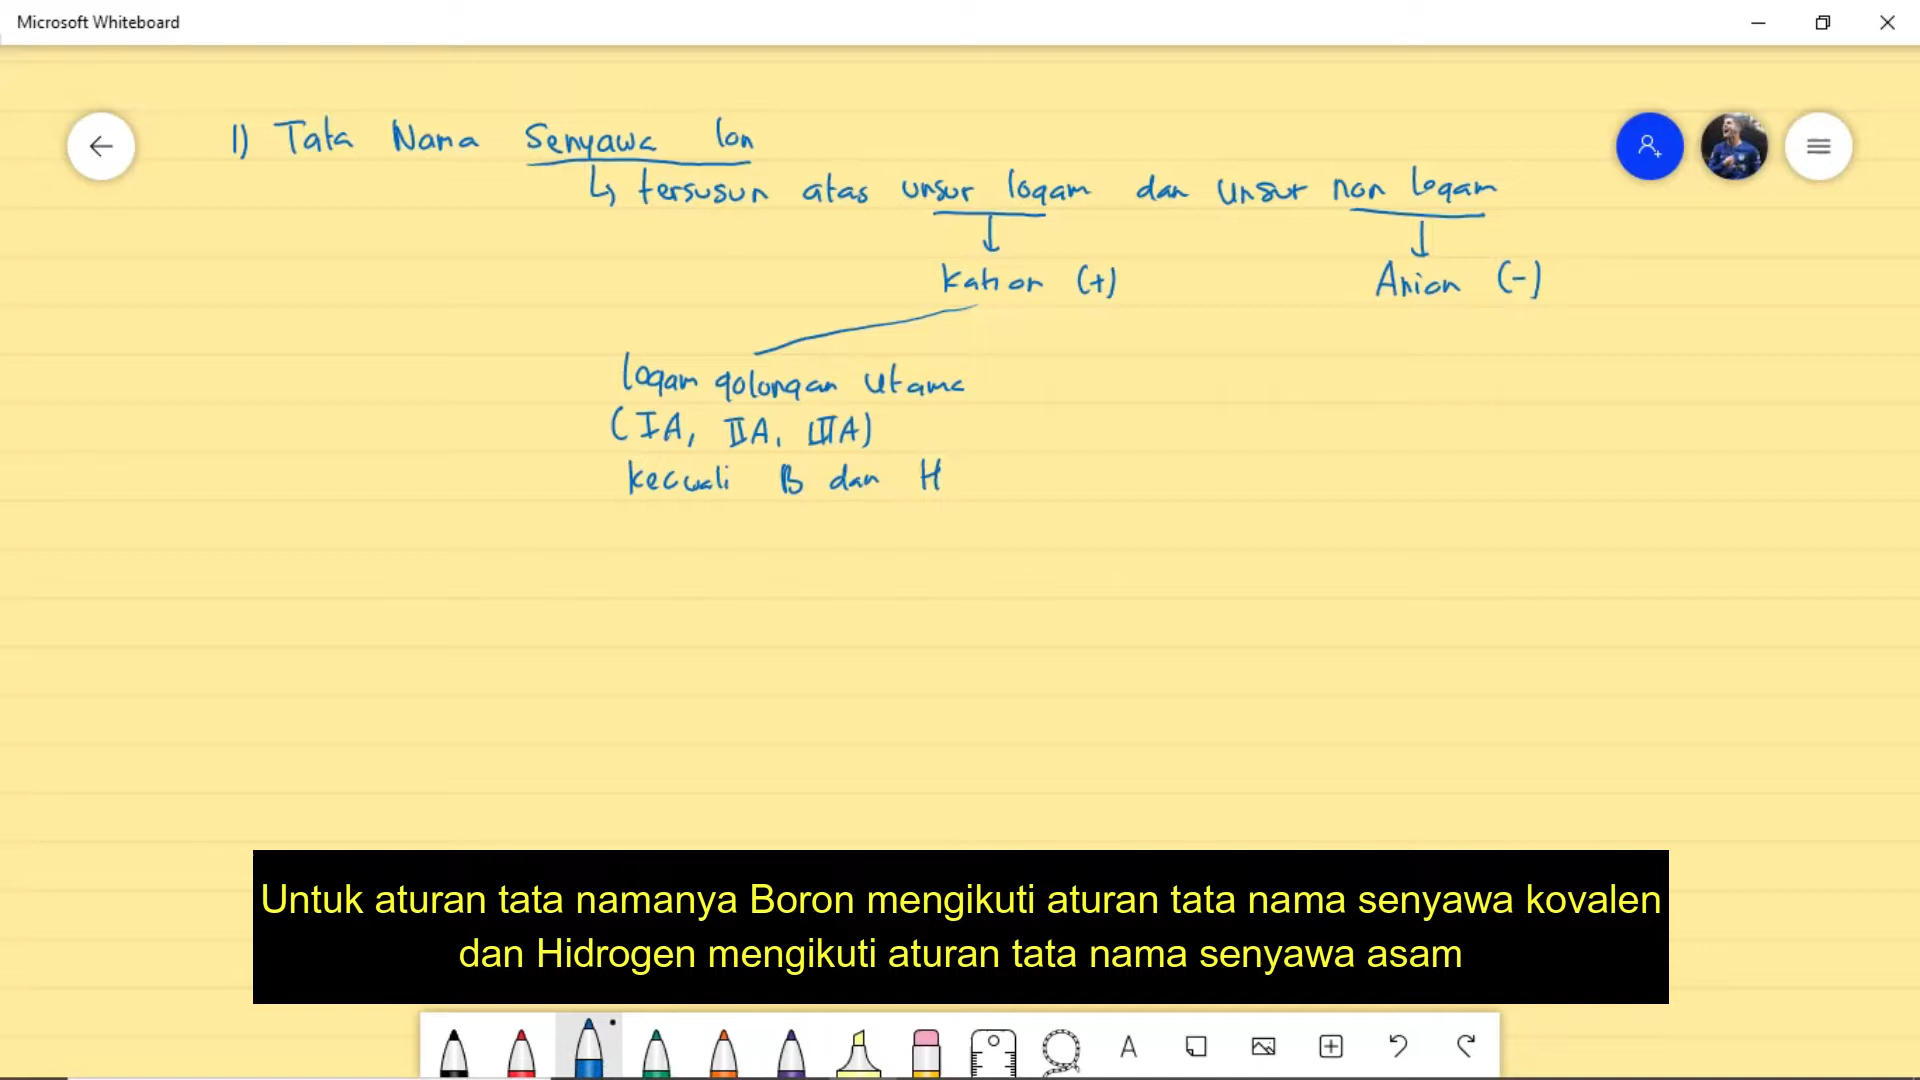 Microsoft Whiteboard
1) Tata Nama Senyawa Ion
↳ tersusun atas unsur logam dan unsur non logam
Kation (+)
Anion (-)
logam golongan utama
(IA, IIA, IIIA)
kecuali B dan H
Untuk aturan tata namanya Boron mengikuti aturan tata nama senyawa kovalen
dan Hidrogen mengikuti aturan tata nama senyawa asam
A